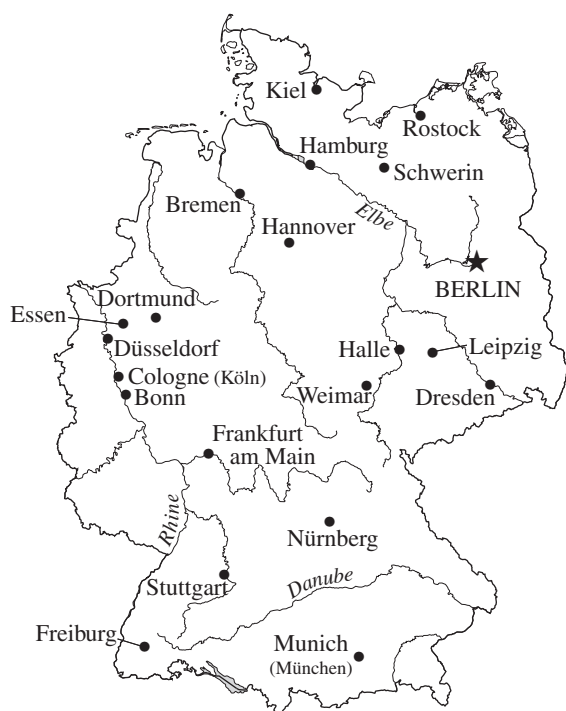 Kiel
Rostock
Hamburg
Schwerin
Bremen
Elbe
Hannover
BERLIN
Dortmund
Essen
Düsseldorf
Halle
Leipzig
Cologne (Köln)
Weimar
Dresden
Bonn
Frankfurt
am Main
Rhine
Nürnberg
Stuttgart
Danube
Freiburg
Munich
(München)